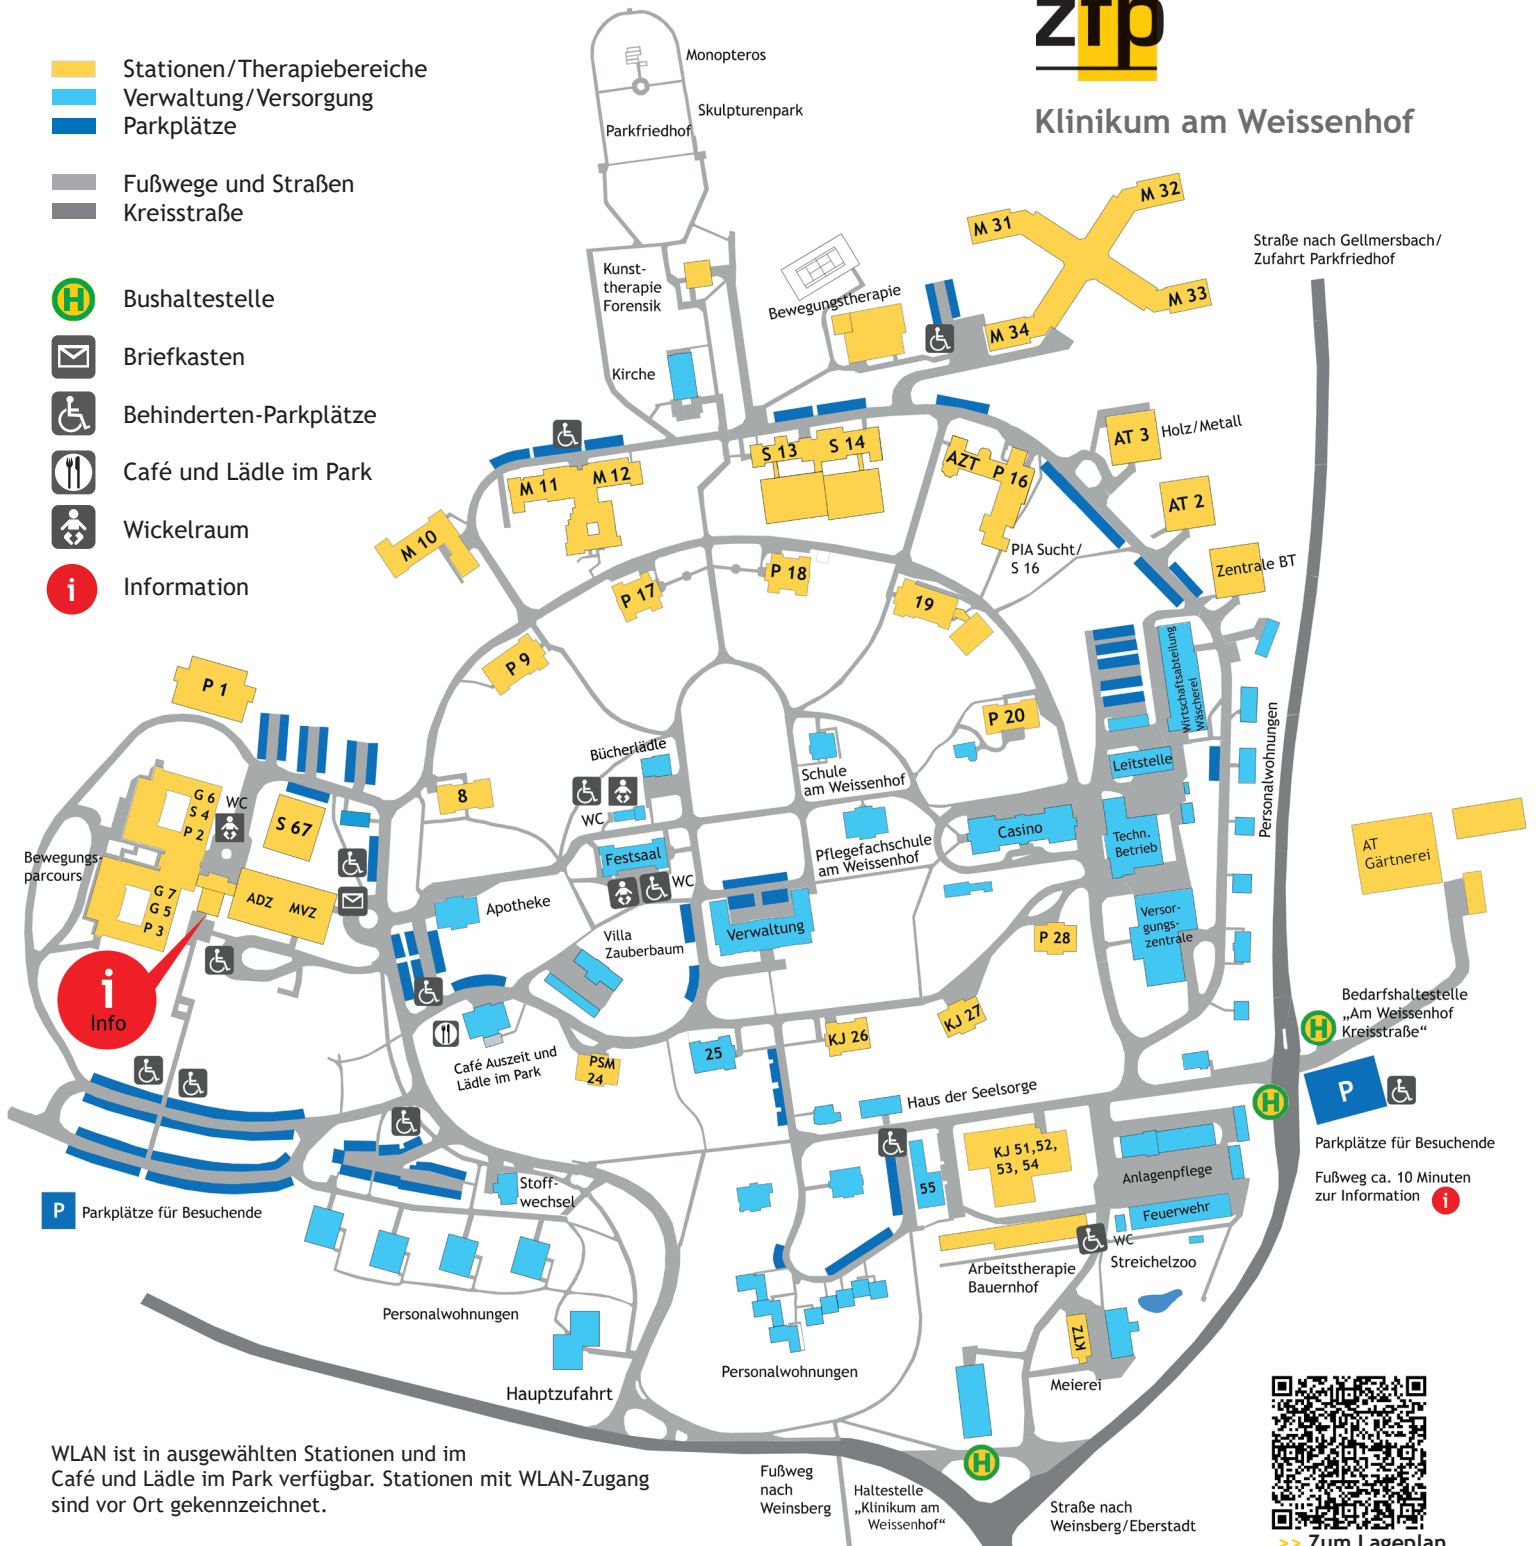 zfp
Klinikum am Weissenhof
Stationen/Therapiebereiche
Verwaltung/Versorgung
Parkplätze
Fußwege und Straßen
Kreisstraße
H
Bushaltestelle
Briefkasten
Behinderten-Parkplätze
Café und Lädle im Park
Wickelraum
i
Information
Monopteros
Skulpturenpark
Parkfriedhof
Kunst-
therapie
Forensik
Kirche
Bewegungstherapie
M 31
M 32
M 33
M 34
Straße nach Gellmersbach/
Zufahrt Parkfriedhof
AT 3
Holz/Metall
AT 2
Zentrale BT
S 13
S 14
AZT
P 16
PIA Sucht/
S 16
M 11
M 12
M 10
P 17
P 18
19
P 9
P 1
P 20
8
Bücherlädle
WC
Festsaal
WC
Schule
am Weissenhof
Pflegefachschule
am Weissenhof
Casino
Leitstelle
Wirtschaftsabteilung
Wäscherei
Techn.
Betrieb
Versor-
gungs-
zentrale
Personalwohnungen
AT
Gärtnerei
G 6
S 4
P 2
WC
S 67
Bewegungs-
parcours
G 7
G 5
P 3
ADZ
MVZ
i
Info
Apotheke
Villa
Zauberbaum
Verwaltung
P 28
KJ 27
KJ 26
25
PSM
24
Café Auszeit und
Lädle im Park
Haus der Seelsorge
H
Bedarfshaltestelle
„Am Weissenhof
Kreisstraße“
H
P
Parkplätze für Besuchende
Fußweg ca. 10 Minuten
zur Information
i
KJ 51,52,
53, 54
55
Anlagenpflege
Feuerwehr
WC
Streichelzoo
Arbeitstherapie
Bauernhof
KTZ
Meierei
P
Parkplätze für Besuchende
Stoff-
wechsel
Personalwohnungen
Hauptzufahrt
Personalwohnungen
WLAN ist in ausgewählten Stationen und im
Café und Lädle im Park verfügbar. Stationen mit WLAN-Zugang
sind vor Ort gekennzeichnet.
Fußweg
nach
Weinsberg
H
Haltestelle
„Klinikum am
Weissenhof“
Straße nach
Weinsberg/Eberstadt
>> Zum Lageplan